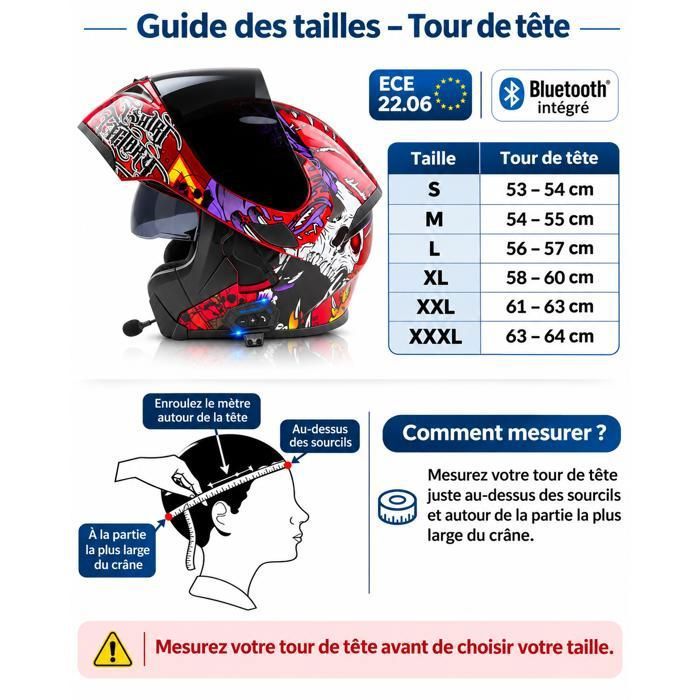 Guide des tailles – Tour de tête
ECE
22.06
Bluetooth®
intégré
Taille Tour de tête
S 53 – 54 cm
M 54 – 55 cm
L 56 – 57 cm
XL 58 – 60 cm
XXL 61 – 63 cm
XXXL 63 – 64 cm
Enroulez le mètre
autour de la tête
Au-dessus
des sourcils
À la partie
la plus large
du crâne
Comment mesurer ?
Mesurez votre tour de tête
juste au-dessus des sourcils
et autour de la partie la plus
large du crâne.
Mesurez votre tour de tête avant de choisir votre taille.